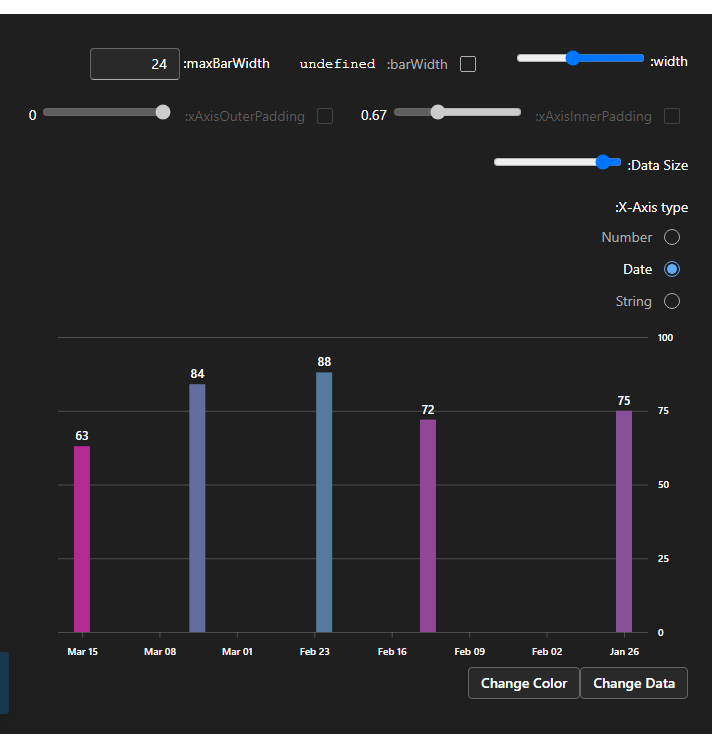 :width
undefined :barWidth
24 :maxBarWidth
0.67 :xAxisInnerPadding
0 :xAxisOuterPadding
:Data Size
:X-Axis type
Number
Date
String
100
88
84
75
75
72
63
50
25
0
Mar 15 Mar 08 Mar 01 Feb 23 Feb 16 Feb 09 Feb 02 Jan 26
Change Color Change Data